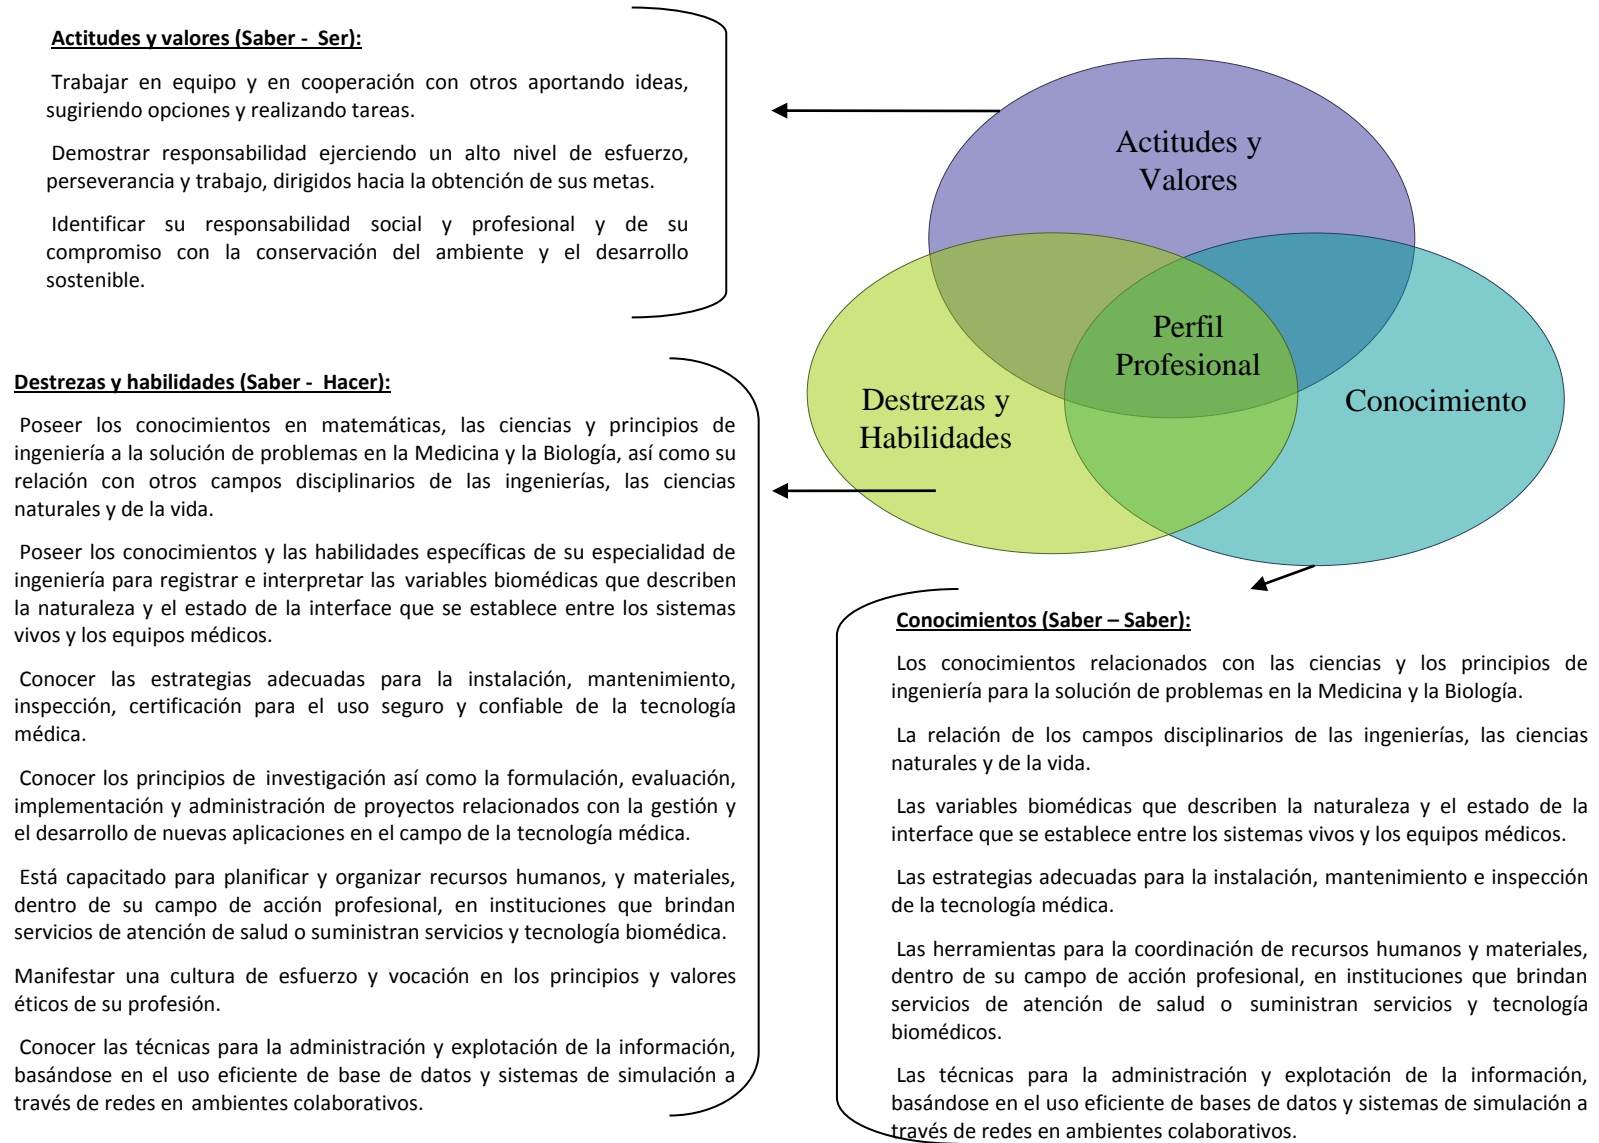 Actitudes y valores (Saber - Ser):
Trabajar en equipo y en cooperación con otros aportando ideas,
sugiriendo opciones y realizando tareas.
Demostrar responsabilidad ejerciendo un alto nivel de esfuerzo,
perseverancia y trabajo, dirigidos hacia la obtención de sus metas.
Identificar su responsabilidad social y profesional y de su
compromiso con la conservación del ambiente y el desarrollo
sostenible.
Actitudes y
Valores
Perfil
Profesional
Destrezas y
Habilidades
Conocimiento
Destrezas y habilidades (Saber - Hacer):
Poseer los conocimientos en matemáticas, las ciencias y principios de
ingeniería a la solución de problemas en la Medicina y la Biología, así como su
relación con otros campos disciplinarios de las ingenierías, las ciencias
naturales y de la vida.
Poseer los conocimientos y las habilidades específicas de su especialidad de
ingeniería para registrar e interpretar las variables biomédicas que describen
la naturaleza y el estado de la interface que se establece entre los sistemas
vivos y los equipos médicos.
Conocer las estrategias adecuadas para la instalación, mantenimiento,
inspección, certificación para el uso seguro y confiable de la tecnología
médica.
Conocer los principios de investigación así como la formulación, evaluación,
implementación y administración de proyectos relacionados con la gestión y
el desarrollo de nuevas aplicaciones en el campo de la tecnología médica.
Está capacitado para planificar y organizar recursos humanos, y materiales,
dentro de su campo de acción profesional, en instituciones que brindan
servicios de atención de salud o suministran servicios y tecnología biomédica.
Manifestar una cultura de esfuerzo y vocación en los principios y valores
éticos de su profesión.
Conocer las técnicas para la administración y explotación de la información,
basándose en el uso eficiente de base de datos y sistemas de simulación a
través de redes en ambientes colaborativos.
Conocimientos (Saber – Saber):
Los conocimientos relacionados con las ciencias y los principios de
ingeniería para la solución de problemas en la Medicina y la Biología.
La relación de los campos disciplinarios de las ingenierías, las ciencias
naturales y de la vida.
Las variables biomédicas que describen la naturaleza y el estado de la
interface que se establece entre los sistemas vivos y los equipos médicos.
Las estrategias adecuadas para la instalación, mantenimiento e inspección
de la tecnología médica.
Las herramientas para la coordinación de recursos humanos y materiales,
dentro de su campo de acción profesional, en instituciones que brindan
servicios de atención de salud o suministran servicios y tecnología
biomédicos.
Las técnicas para la administración y explotación de la información,
basándose en el uso eficiente de bases de datos y sistemas de simulación a
través de redes en ambientes colaborativos.